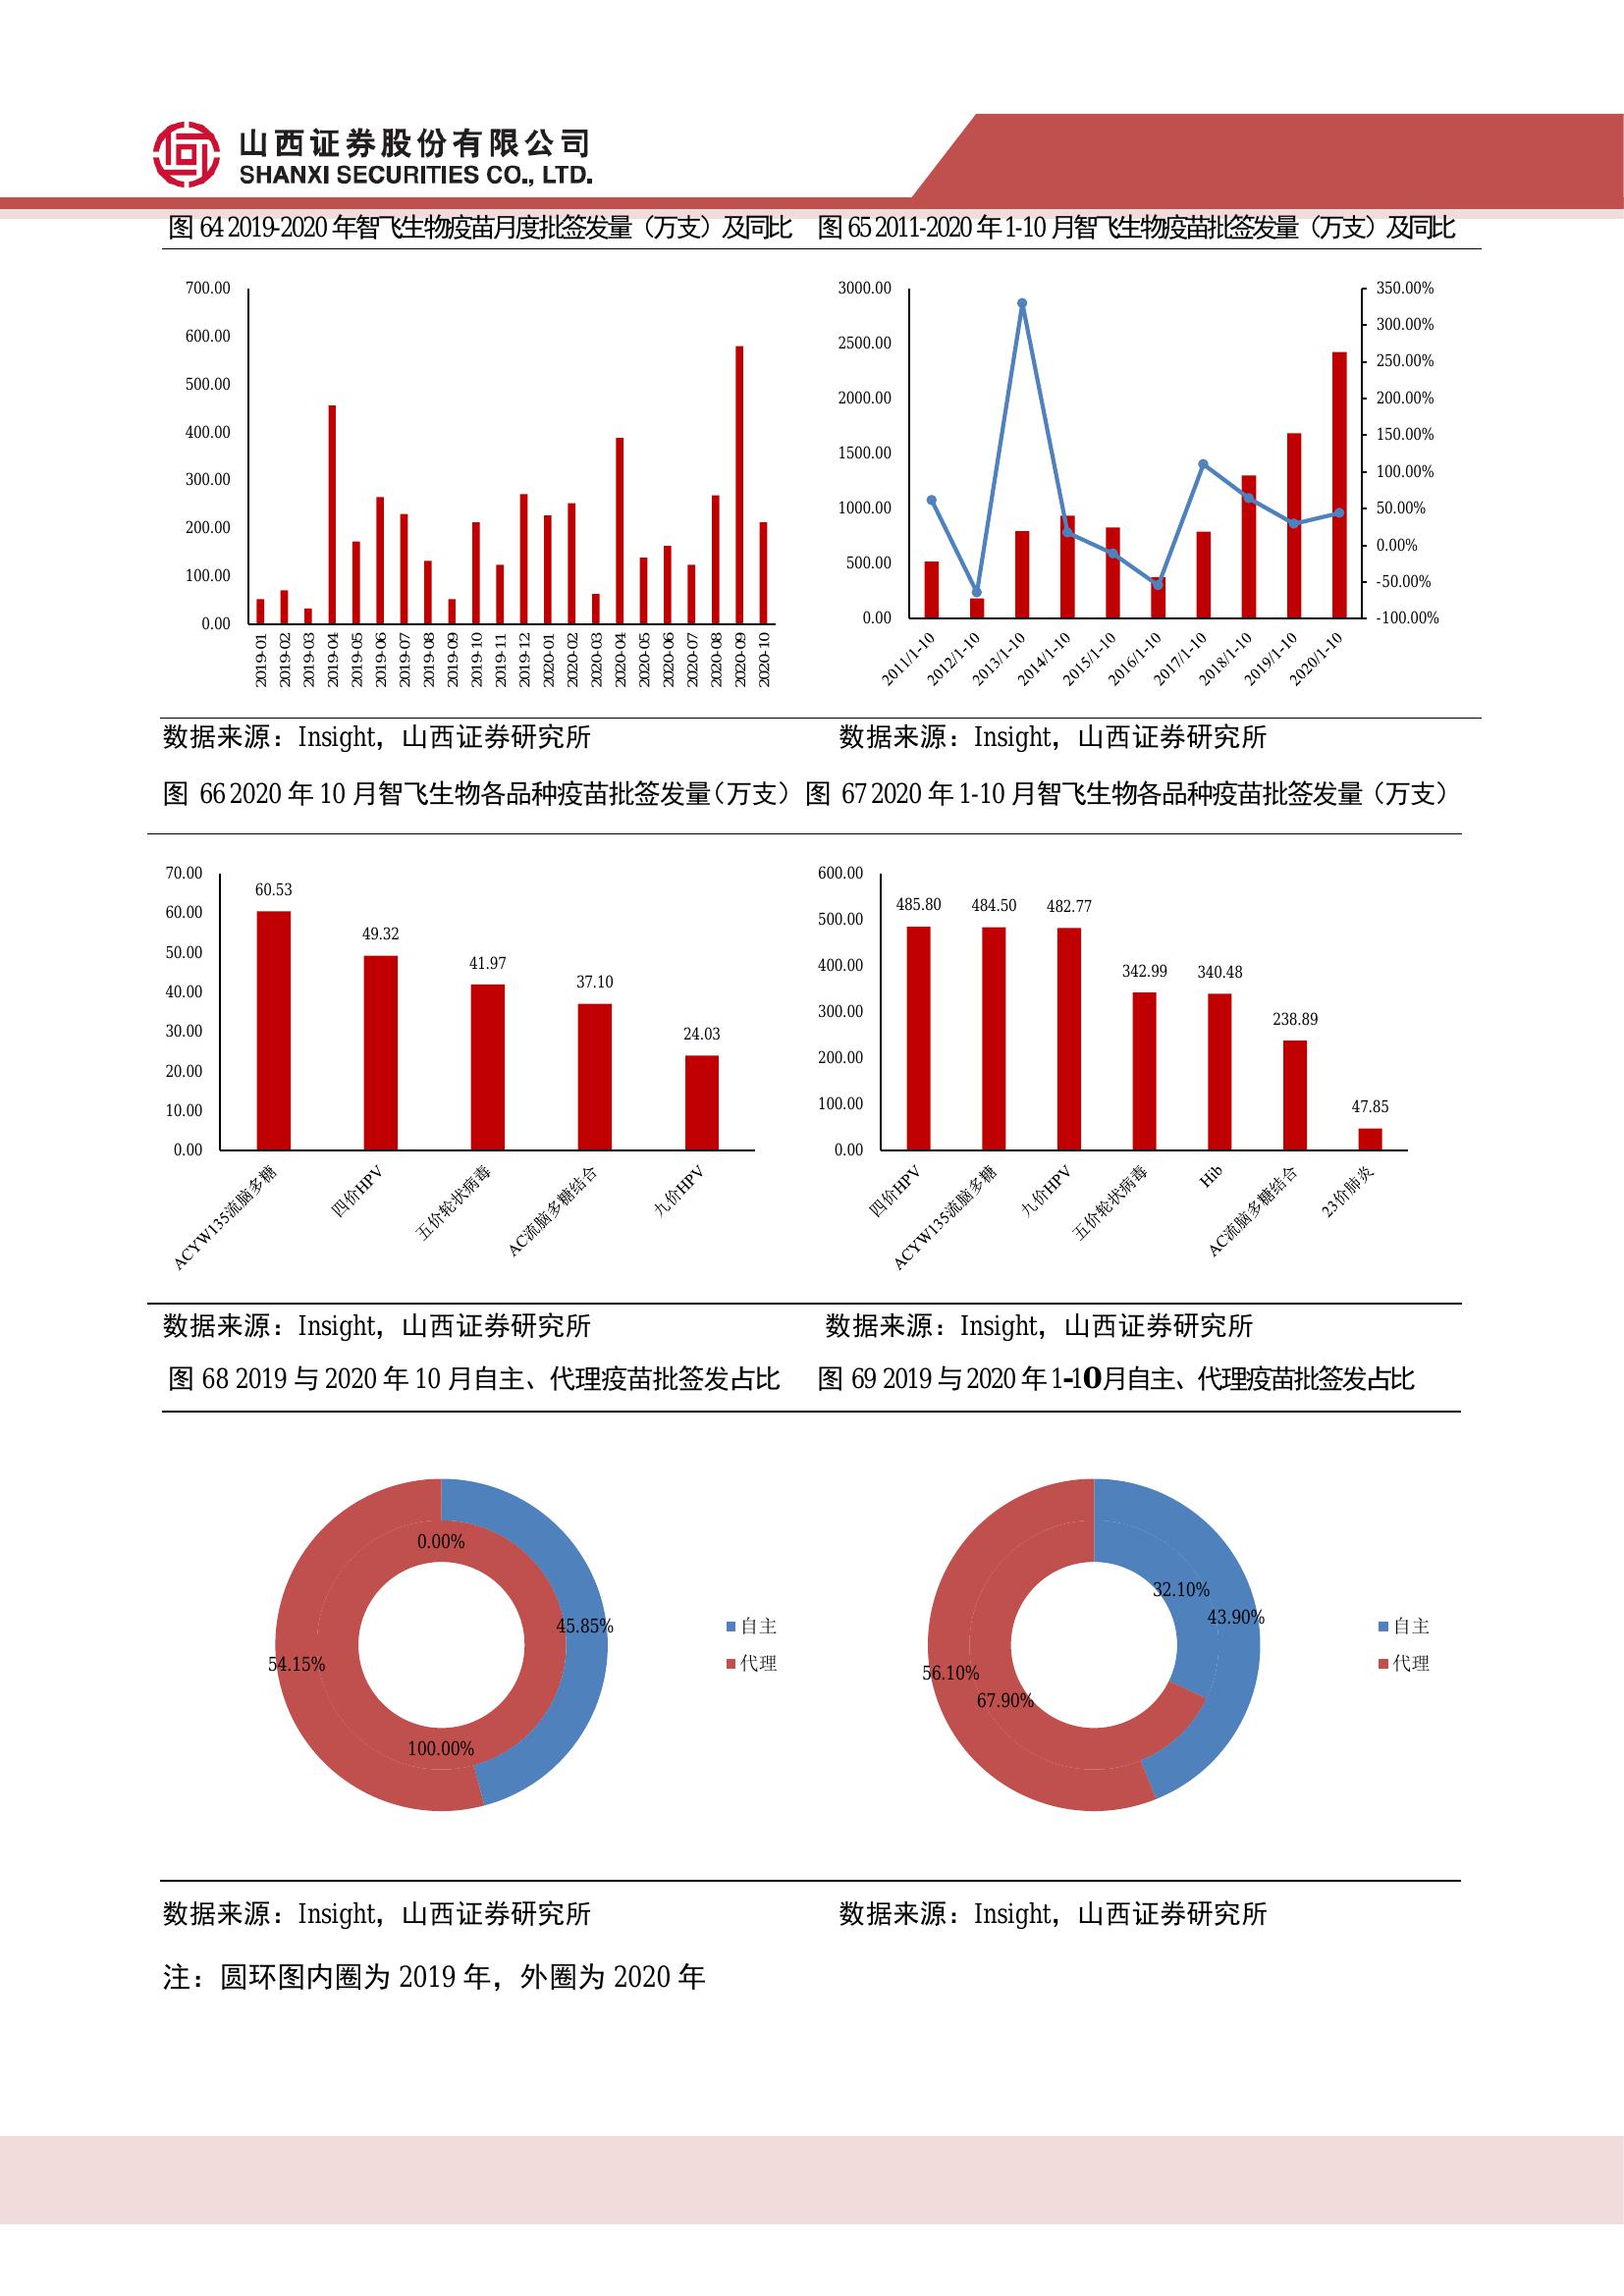 山西证券股份有限公司
SHANXI SECURITIES CO., LTD.
图 64 2019-2020 年智飞生物疫苗月度批签发量（万支）及同比
图 65 2011-2020 年 1-10 月智飞生物疫苗批签发量（万支）及同比
700.00
600.00
500.00
400.00
300.00
200.00
100.00
0.00
2019-01
2019-02
2019-03
2019-04
2019-05
2019-06
2019-07
2019-08
2019-09
2019-10
2019-11
2019-12
2020-01
2020-02
2020-03
2020-04
2020-05
2020-06
2020-07
2020-08
2020-09
2020-10
3000.00
2500.00
2000.00
1500.00
1000.00
500.00
0.00
350.00%
300.00%
250.00%
200.00%
150.00%
100.00%
50.00%
0.00%
-50.00%
-100.00%
2011/1-10
2012/1-10
2013/1-10
2014/1-10
2015/1-10
2016/1-10
2017/1-10
2018/1-10
2019/1-10
2020/1-10
数据来源：Insight，山西证券研究所
数据来源：Insight，山西证券研究所
图 66 2020 年 10 月智飞生物各品种疫苗批签发量（万支）
图 67 2020 年 1-10 月智飞生物各品种疫苗批签发量（万支）
70.00
60.00
50.00
40.00
30.00
20.00
10.00
0.00
60.53
49.32
41.97
37.10
24.03
ACYW135流脑多糖
四价HPV
五价轮状病毒
AC流脑多糖结合
九价HPV
600.00
500.00
400.00
300.00
200.00
100.00
0.00
485.80
484.50
482.77
342.99
340.48
238.89
47.85
四价HPV
ACYW135流脑多糖
九价HPV
五价轮状病毒
Hib
AC流脑多糖结合
23价肺炎
数据来源：Insight，山西证券研究所
数据来源：Insight，山西证券研究所
图 68 2019 与 2020 年 10 月自主、代理疫苗批签发占比
图 69 2019 与 2020 年 1-10月自主、代理疫苗批签发占比
0.00%
45.85%
54.15%
100.00%
自主
代理
32.10%
43.90%
56.10%
67.90%
自主
代理
数据来源：Insight，山西证券研究所
数据来源：Insight，山西证券研究所
注：圆环图内圈为 2019 年，外圈为 2020 年